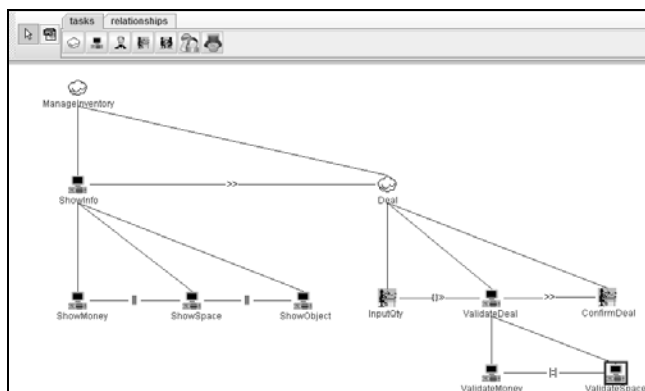 tasks relationships
ManageInventory
>>
ShowInfo Deal
||| |||
ShowMoney ShowSpace ShowObject
[]>> >>
InputQty ValidateDeal ConfirmDeal
|=|
ValidateMoney ValidateSpace